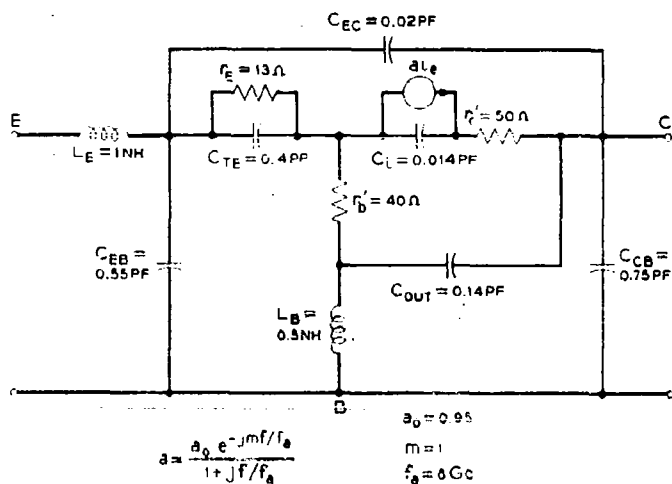 C_EC = 0.02PF
r_E = 13Ω
ai_e
r'_c = 50Ω
E
C
L_E = 1NH
C_TE = 0.4PF
C_i = 0.014PF
r'_b = 40Ω
C_EB =
0.55PF
C_OUT = 0.14PF
C_CB =
0.75PF
L_B =
0.5NH
a_0 = 0.95
a = a_0 e^-jmf/f_a
1 + jf/f_a
m = 1
f_a = 8Gc